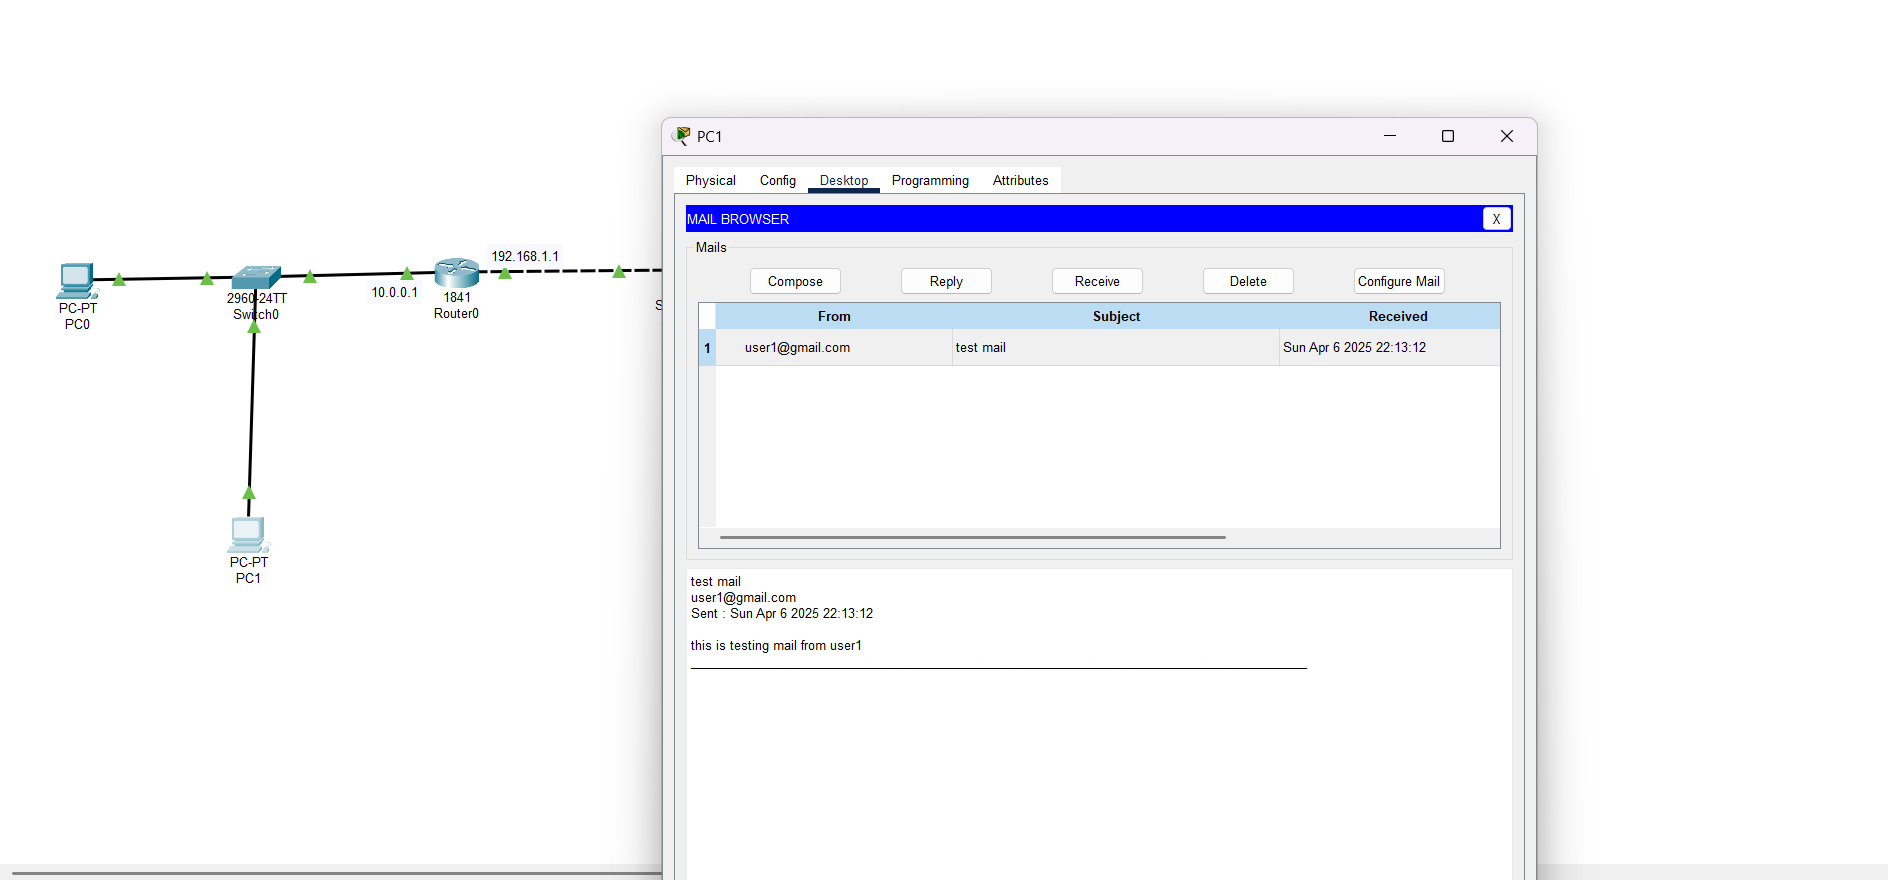 PC1
Physical Config Desktop Programming Attributes
MAIL BROWSER X
Mails
Compose Reply Receive Delete Configure Mail
From Subject Received
1 user1@gmail.com test mail Sun Apr 6 2025 22:13:12
test mail
user1@gmail.com
Sent : Sun Apr 6 2025 22:13:12
this is testing mail from user1
192.168.1.1
10.0.0.1
PC-PT
PC0
2960-24TT
Switch0
1841
Router0
S
PC-PT
PC1